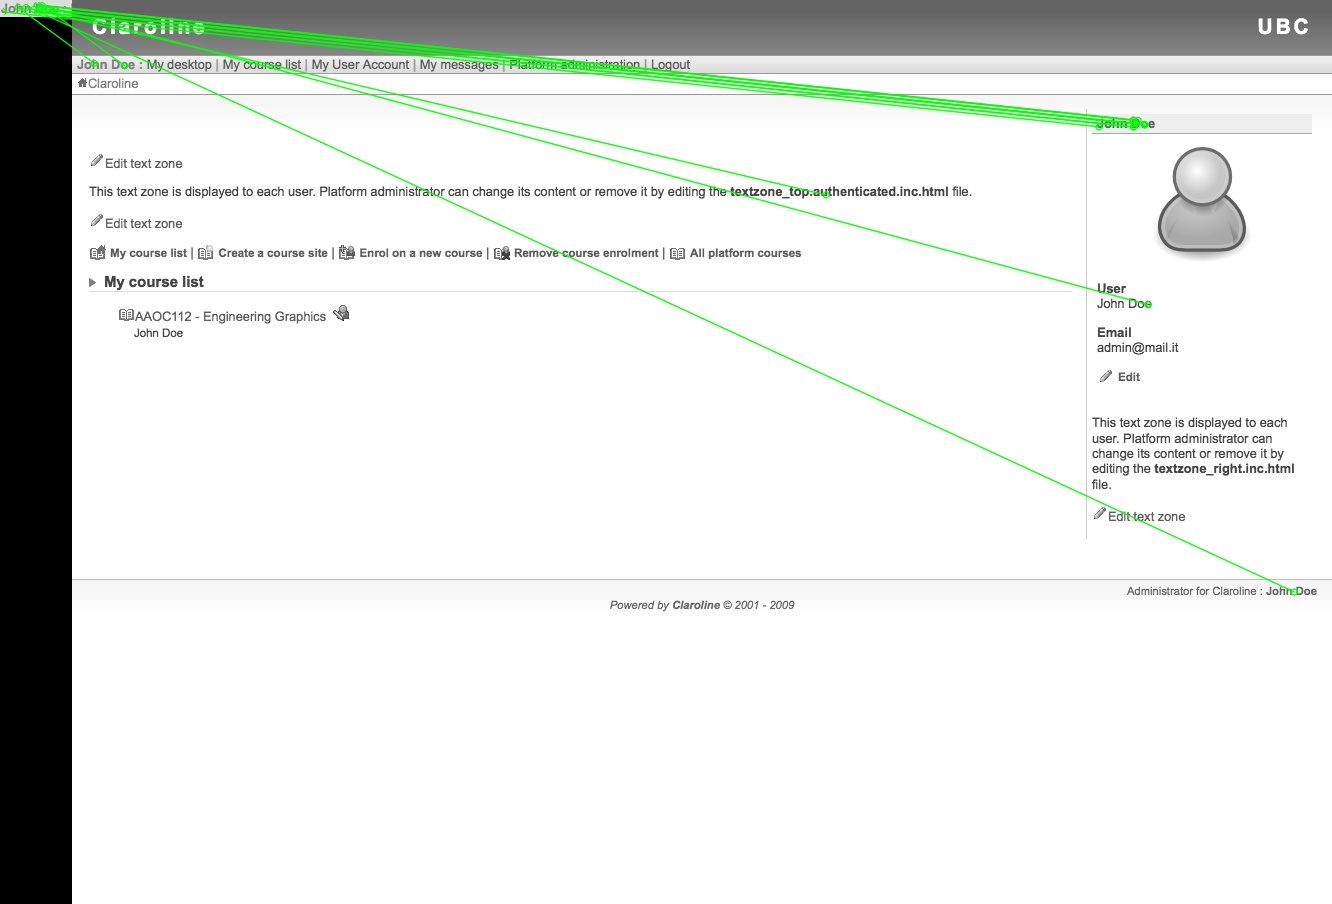 John Doe :
Claroline
UBC
John Doe : My desktop | My course list | My User Account | My messages | Platform administration | Logout
Claroline
John Doe
Edit text zone
This text zone is displayed to each user. Platform administrator can change its content or remove it by editing the textzone_top.authenticated.inc.html file.
Edit text zone
My course list | Create a course site | Enrol on a new course | Remove course enrolment | All platform courses
My course list
AAOC112 - Engineering Graphics
John Doe
User
John Doe
Email
admin@mail.it
Edit
This text zone is displayed to each
user. Platform administrator can
change its content or remove it by
editing the textzone_right.inc.html
file.
Edit text zone
Administrator for Claroline : John Doe
Powered by Claroline © 2001 - 2009